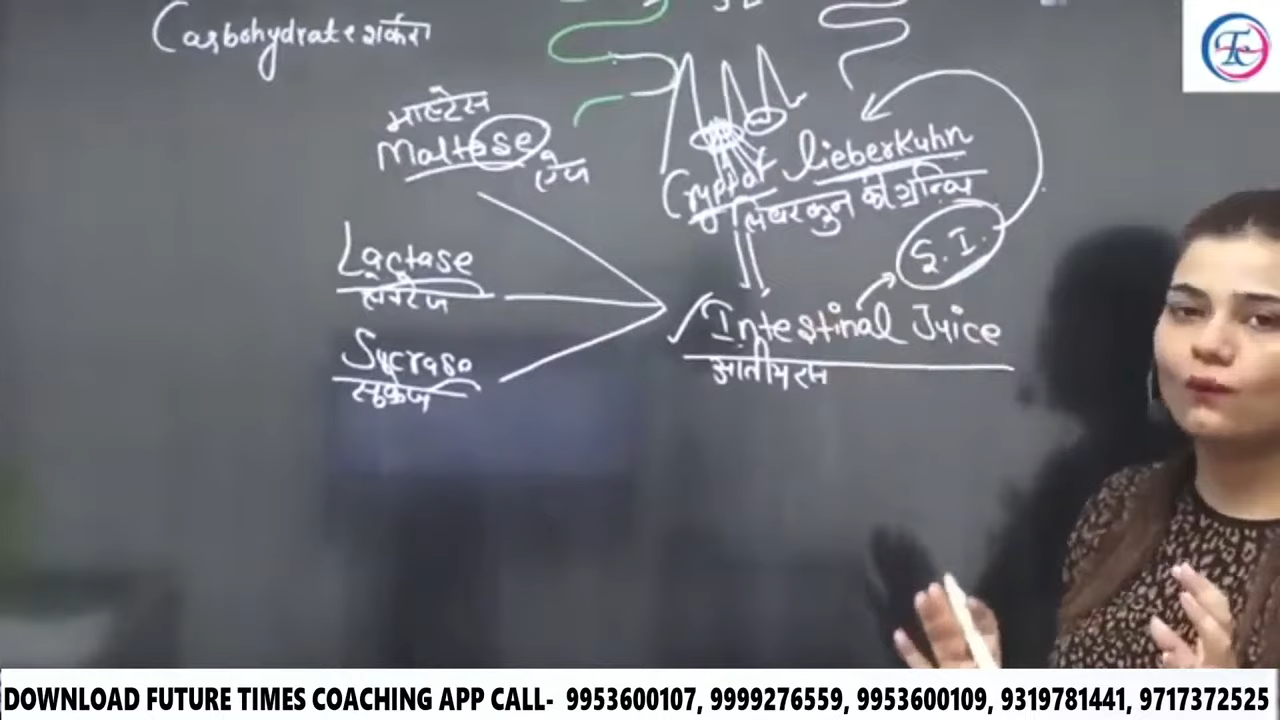 Carbohydrate शर्करा
माल्टेस
Maltase
ऐज
Crypt of lieberkuhn
लिबरकुन की ग्रन्थि
Lactase
लेक्टेज
S.I.
Intestinal Juice
आंतीय रस
Sucrase
सुक्रेज
DOWNLOAD FUTURE TIMES COACHING APP CALL- 9953600107, 9999276559, 9953600109, 9319781441, 9717372525